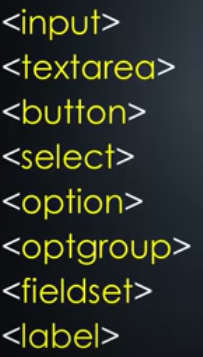 <input>
<textarea>
<button>
<select>
<option>
<optgroup>
<fieldset>
<label>